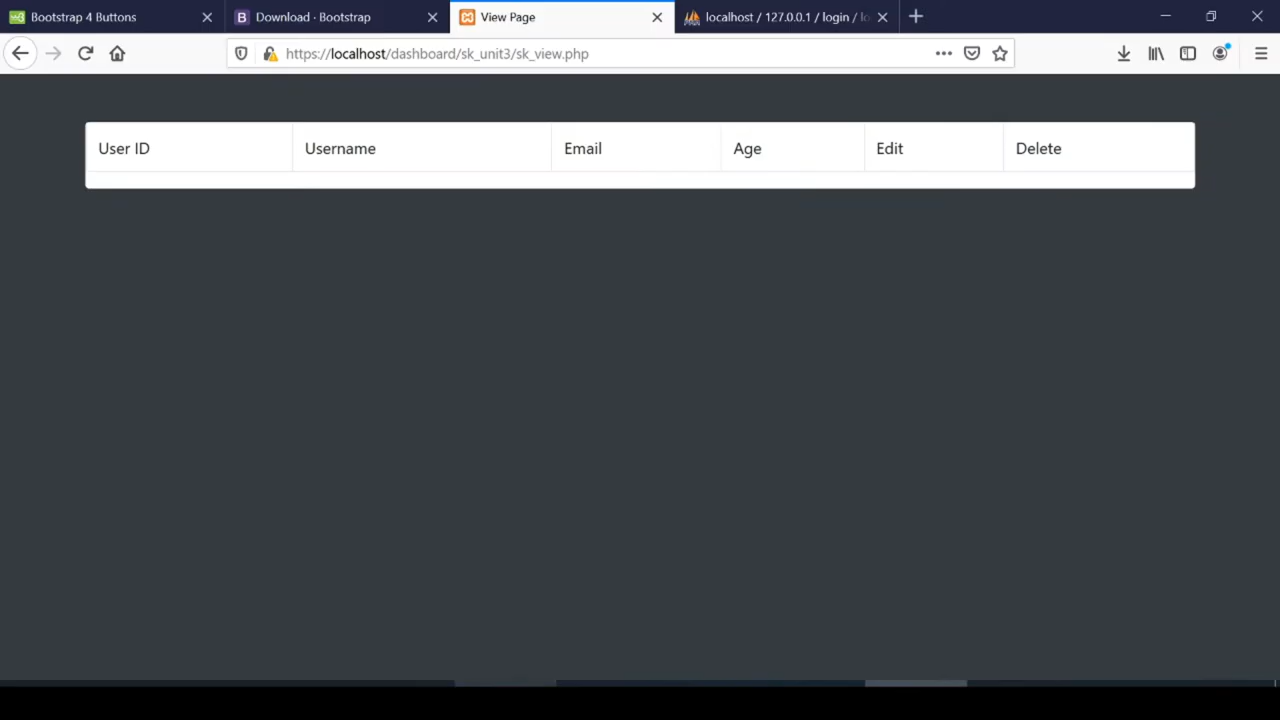 Bootstrap 4 Buttons
Download · Bootstrap
View Page
localhost / 127.0.0.1 / login / lo
https://localhost/dashboard/sk_unit3/sk_view.php
User ID Username Email Age Edit Delete